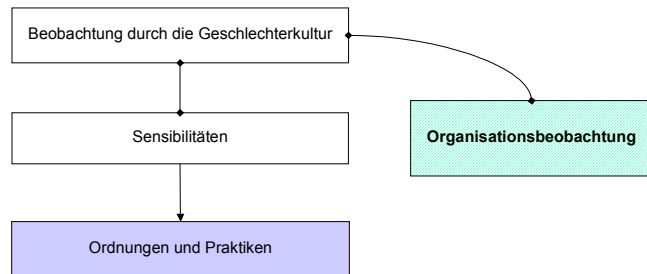 Beobachtung durch die Geschlechterkultur
Sensibilitäten
Organisationsbeobachtung
Ordnungen und Praktiken